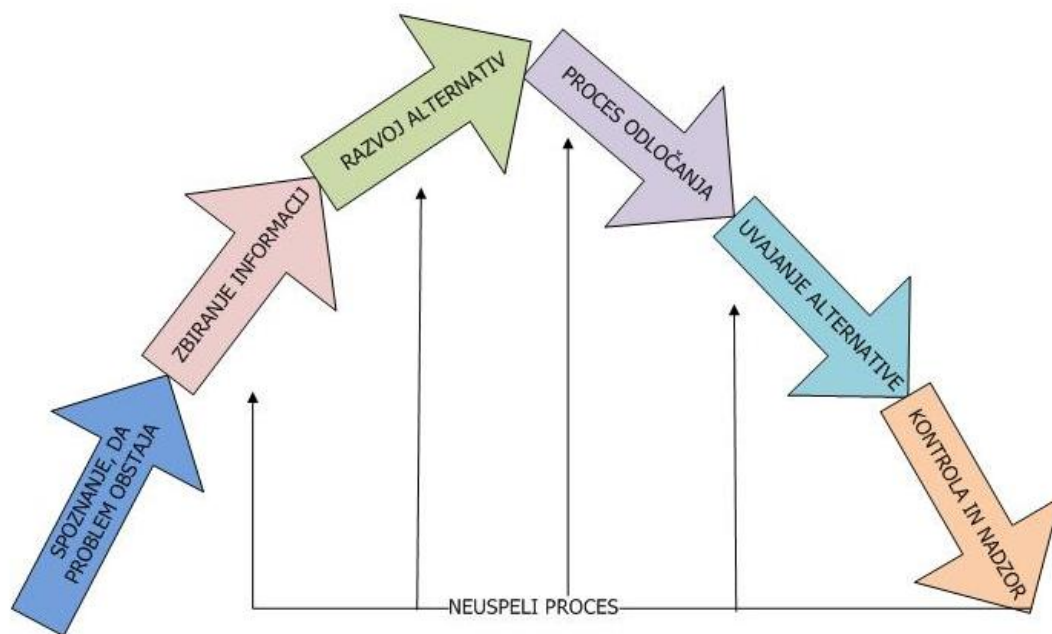 SPOZNANJE, DA
PROBLEM OBSTAJA
ZBIRANJE INFORMACIJ
RAZVOJ ALTERNATIV
PROCES ODLOČANJA
UVAJANJE ALTERNATIVE
KONTROLA IN NADZOR
NEUSPELI PROCES